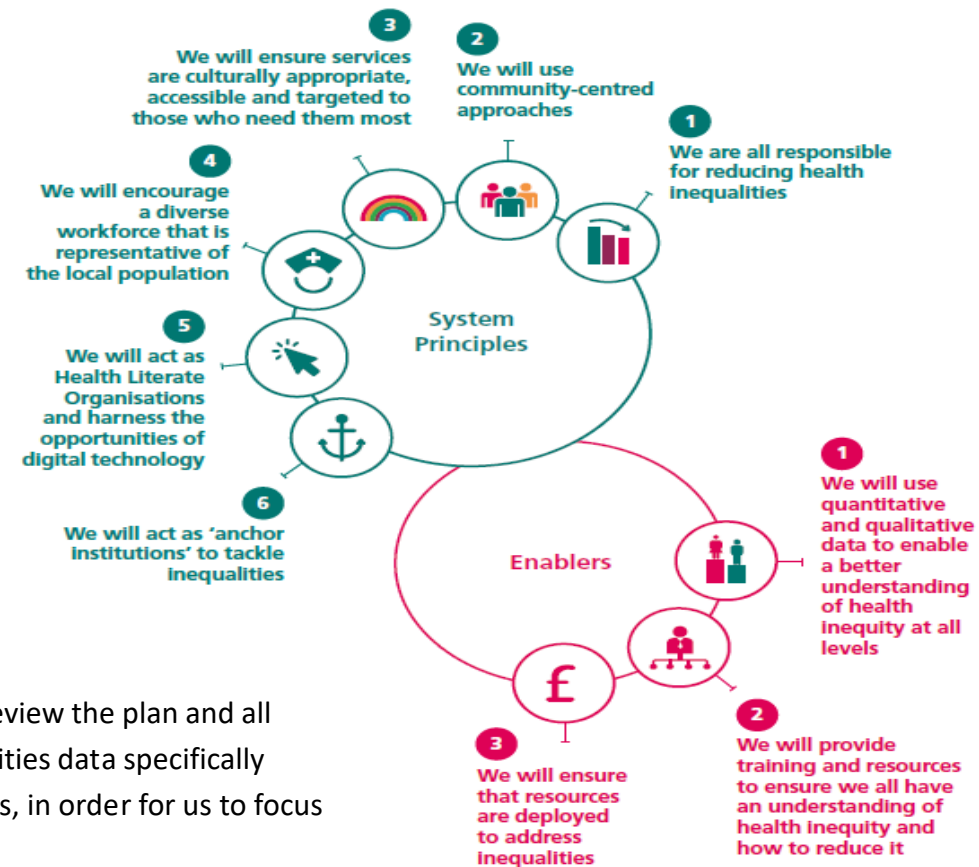 1
We are all responsible
for reducing health
inequalities
2
We will use
community-centred
approaches
3
We will ensure services
are culturally appropriate,
accessible and targeted to
those who need them most
4
We will encourage
a diverse
workforce that is
representative of
the local population
5
We will act as
Health Literate
Organisations
and harness the
opportunities of
digital technology
6
We will act as ‘anchor
institutions’ to tackle
inequalities
System
Principles
Enablers
1
We will use
quantitative
and qualitative
data to enable
a better
understanding
of health
inequity at all
levels
2
We will provide
training and resources
to ensure we all have
an understanding of
health inequity and
how to reduce it
3
We will ensure
that resources
are deployed
to address
inequalities
£
the plan and all
data specifically
in order for us to focus